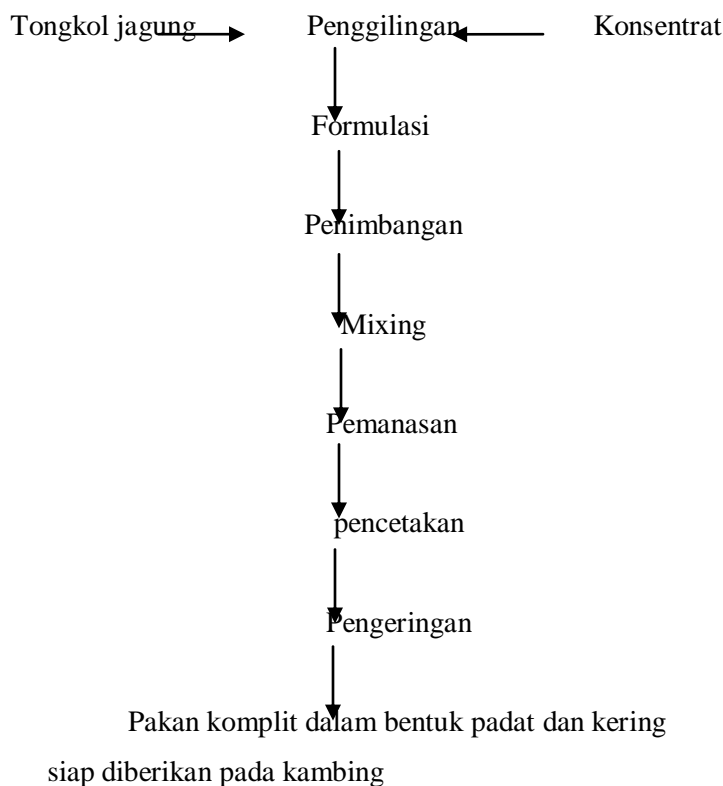 Tongkol jagung Penggilingan Konsentrat
Formulasi
Penimbangan
Mixing
Pemanasan
pencetakan
Pengeringan
Pakan komplit dalam bentuk padat dan kering
siap diberikan pada kambing